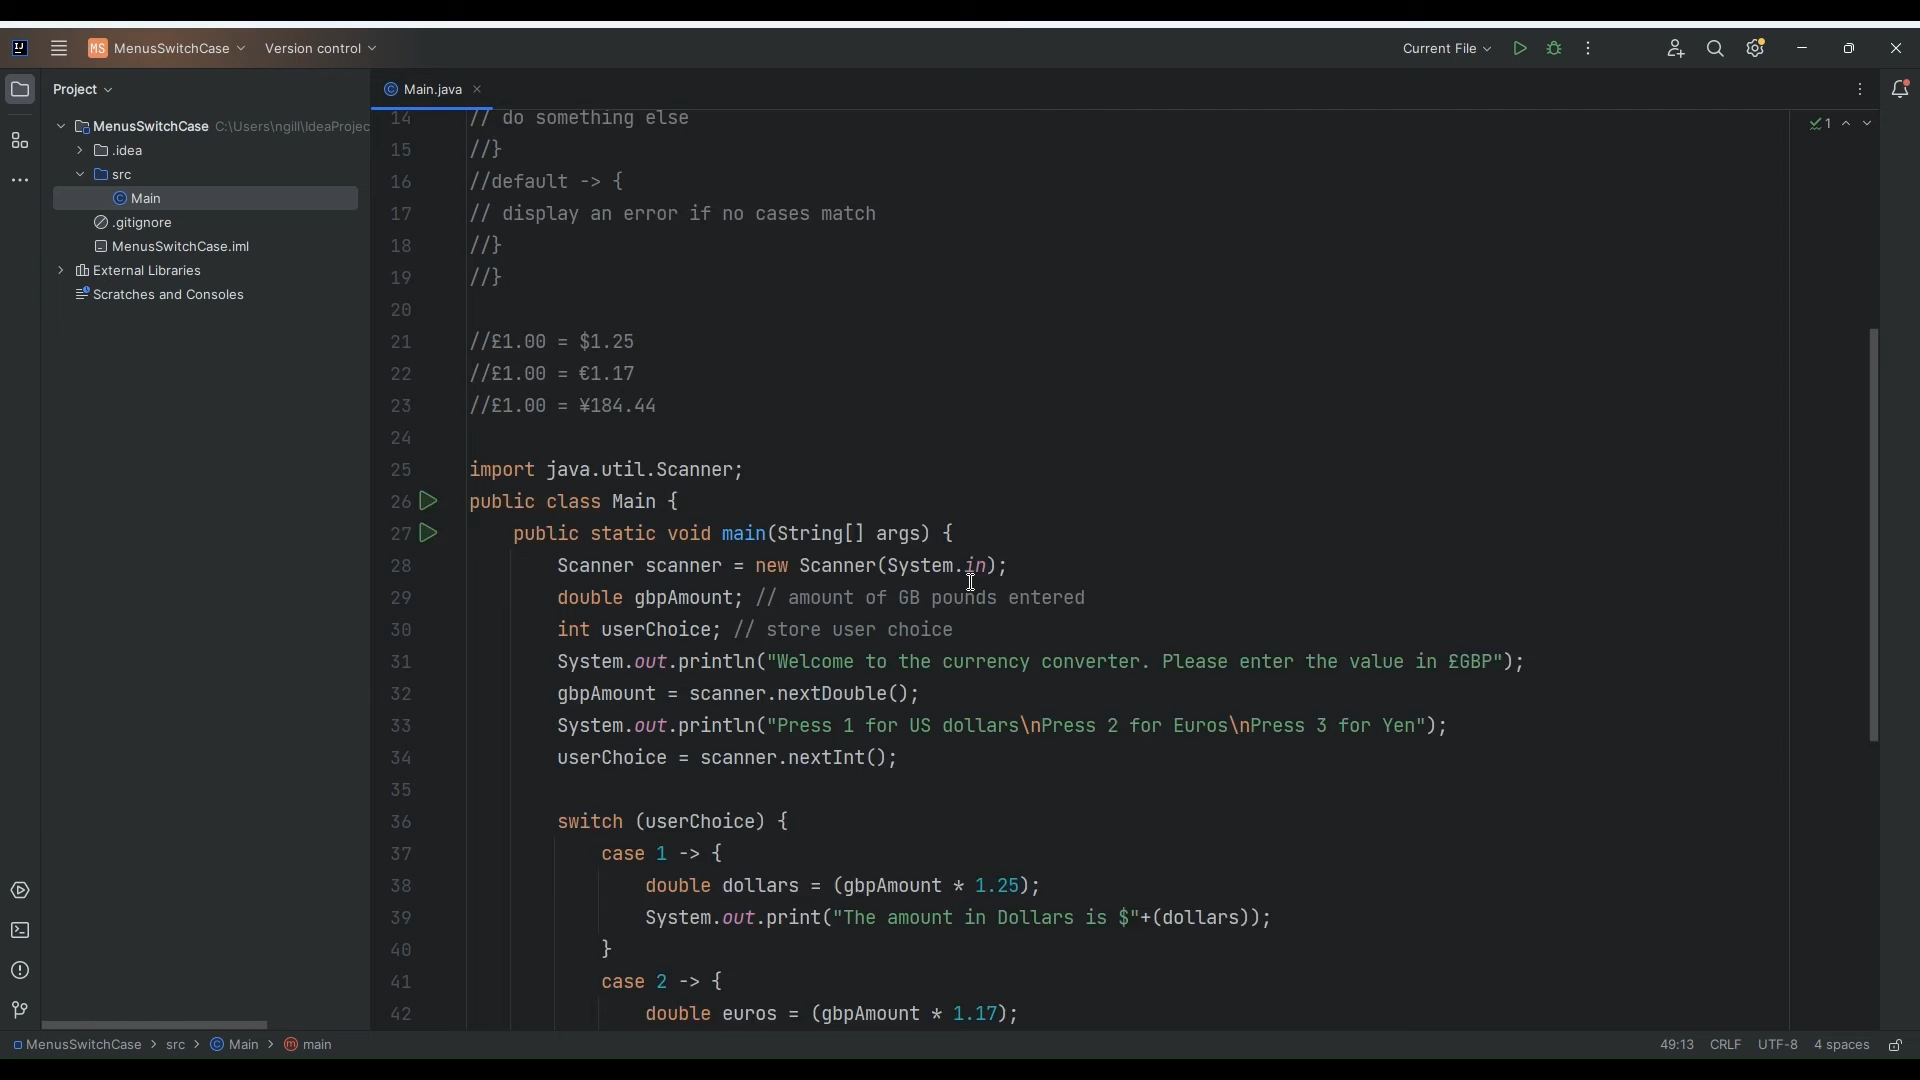 IJ
MS MenusSwitchCase
Version control
Current File
Project
Main.java
MenusSwitchCase C:\Users\ngill\IdeaProjec
.idea
src
Main
.gitignore
MenusSwitchCase.iml
External Libraries
Scratches and Consoles
1
14 // do something else
15 //}
16 //default -> {
17 // display an error if no cases match
18 //}
19 //}
20
21 //£1.00 = $1.25
22 //£1.00 = €1.17
23 //£1.00 = ¥184.44
24
25 import java.util.Scanner;
26 public class Main {
27 public static void main(String[] args) {
28 Scanner scanner = new Scanner(System.in);
29 double gbpAmount; // amount of GB pounds entered
30 int userChoice; // store user choice
31 System.out.println("Welcome to the currency converter. Please enter the value in £GBP");
32 gbpAmount = scanner.nextDouble();
33 System.out.println("Press 1 for US dollars\nPress 2 for Euros\nPress 3 for Yen");
34 userChoice = scanner.nextInt();
35
36 switch (userChoice) {
37 case 1 -> {
38 double dollars = (gbpAmount * 1.25);
39 System.out.print("The amount in Dollars is $"+(dollars));
40 }
41 case 2 -> {
42 double euros = (gbpAmount * 1.17);
MenusSwitchCase > src > Main > main
49:13 CRLF UTF-8 4 spaces